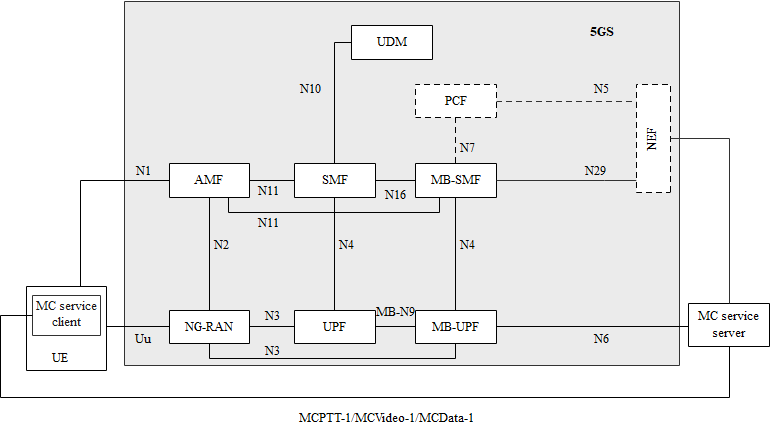 5GS
UDM
N10
N5
PCF
NEF
N7
N1
AMF
N11
SMF
N16
MB-SMF
N29
N11
N2
N4
N4
MC service
client
UE
Uu
NG-RAN
N3
UPF
MB-N9
MB-UPF
N6
MC service
server
N3
MCPTT-1/MCVideo-1/MCData-1